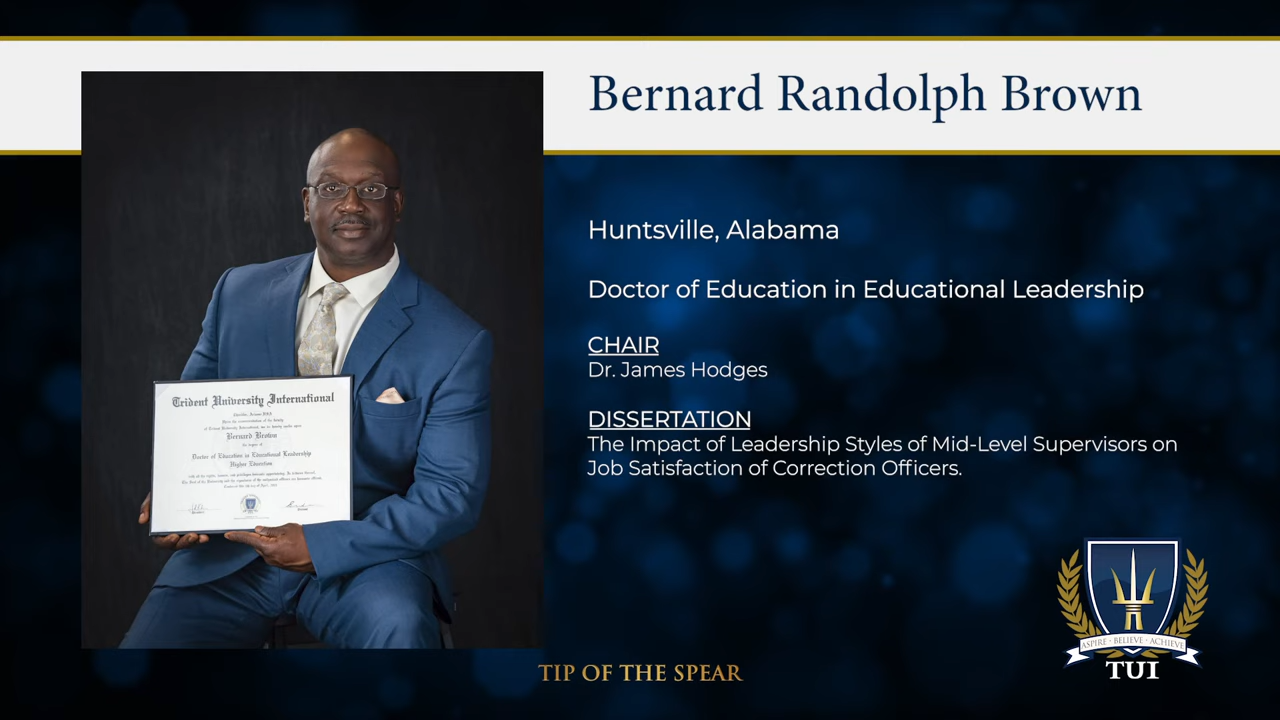 Bernard Randolph Brown
Huntsville, Alabama
Doctor of Education in Educational Leadership
CHAIR
Dr. James Hodges
DISSERTATION
The Impact of Leadership Styles of Mid-Level Supervisors on
Job Satisfaction of Correction Officers.
Trident University International
Bernard Brown
Doctor of Education in Educational Leadership
Higher Education
ASPIRE · BELIEVE · ACHIEVE
TUI
TIP OF THE SPEAR